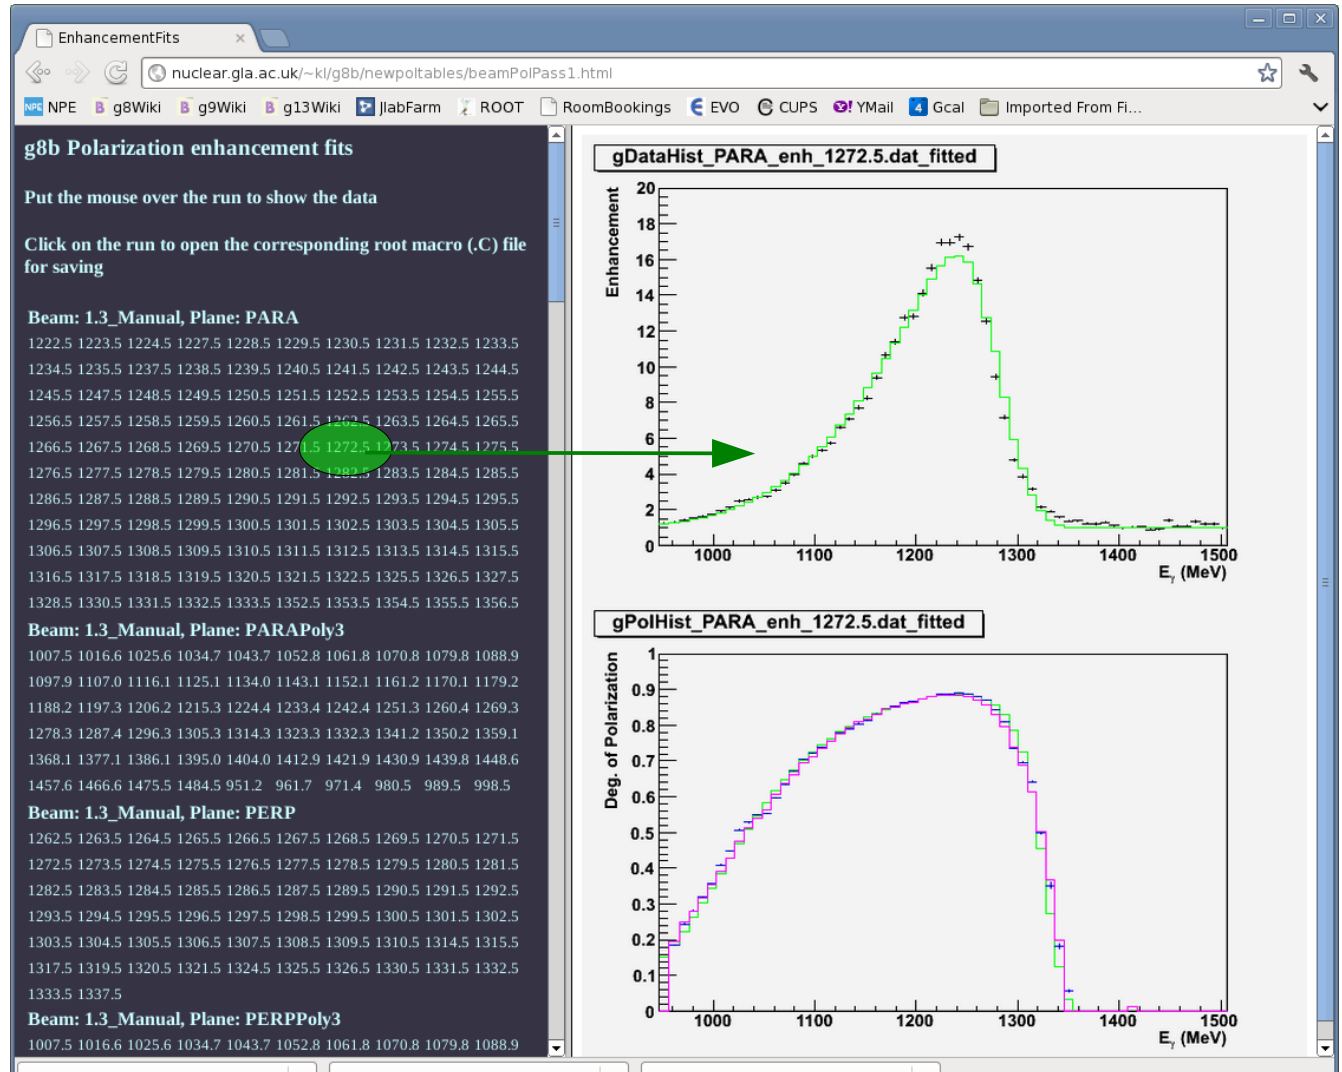 EnhancementFits
nuclear.gla.ac.uk/~kl/g8b/newpoltables/beamPolPass1.html
NPE NPE B g8Wiki B g9Wiki B g13Wiki JlabFarm ROOT RoomBookings EVO CUPS Y! YMail 4 Gcal Imported From Fi...
g8b Polarization enhancement fits
Put the mouse over the run to show the data
Click on the run to open the corresponding root macro (.C) file
for saving
Beam: 1.3_Manual, Plane: PARA
1222.5 1223.5 1224.5 1227.5 1228.5 1229.5 1230.5 1231.5 1232.5 1233.5
1234.5 1235.5 1237.5 1238.5 1239.5 1240.5 1241.5 1242.5 1243.5 1244.5
1245.5 1247.5 1248.5 1249.5 1250.5 1251.5 1252.5 1253.5 1254.5 1255.5
1256.5 1257.5 1258.5 1259.5 1260.5 1261.5 1262.5 1263.5 1264.5 1265.5
1266.5 1267.5 1268.5 1269.5 1270.5 1271.5 1272.5 1273.5 1274.5 1275.5
1276.5 1277.5 1278.5 1279.5 1280.5 1281.5 1282.5 1283.5 1284.5 1285.5
1286.5 1287.5 1288.5 1289.5 1290.5 1291.5 1292.5 1293.5 1294.5 1295.5
1296.5 1297.5 1298.5 1299.5 1300.5 1301.5 1302.5 1303.5 1304.5 1305.5
1306.5 1307.5 1308.5 1309.5 1310.5 1311.5 1312.5 1313.5 1314.5 1315.5
1316.5 1317.5 1318.5 1319.5 1320.5 1321.5 1322.5 1325.5 1326.5 1327.5
1328.5 1330.5 1331.5 1332.5 1333.5 1352.5 1353.5 1354.5 1355.5 1356.5
Beam: 1.3_Manual, Plane: PARAPoly3
1007.5 1016.6 1025.6 1034.7 1043.7 1052.8 1061.8 1070.8 1079.8 1088.9
1097.9 1107.0 1116.1 1125.1 1134.0 1143.1 1152.1 1161.2 1170.1 1179.2
1188.2 1197.3 1206.2 1215.3 1224.4 1233.4 1242.4 1251.3 1260.4 1269.3
1278.3 1287.4 1296.3 1305.3 1314.3 1323.3 1332.3 1341.2 1350.2 1359.1
1368.1 1377.1 1386.1 1395.0 1404.0 1412.9 1421.9 1430.9 1439.8 1448.6
1457.6 1466.6 1475.5 1484.5 951.2 961.7 971.4 980.5 989.5 998.5
Beam: 1.3_Manual, Plane: PERP
1262.5 1263.5 1264.5 1265.5 1266.5 1267.5 1268.5 1269.5 1270.5 1271.5
1272.5 1273.5 1274.5 1275.5 1276.5 1277.5 1278.5 1279.5 1280.5 1281.5
1282.5 1283.5 1284.5 1285.5 1286.5 1287.5 1289.5 1290.5 1291.5 1292.5
1293.5 1294.5 1295.5 1296.5 1297.5 1298.5 1299.5 1300.5 1301.5 1302.5
1303.5 1304.5 1305.5 1306.5 1307.5 1308.5 1309.5 1310.5 1314.5 1315.5
1317.5 1319.5 1320.5 1321.5 1324.5 1325.5 1326.5 1330.5 1331.5 1332.5
1333.5 1337.5
Beam: 1.3_Manual, Plane: PERPPoly3
1007.5 1016.6 1025.6 1034.7 1043.7 1052.8 1061.8 1070.8 1079.8 1088.9
gDataHist_PARA_enh_1272.5.dat_fitted
Enhancement
20
18
16
14
12
10
8
6
4
2
0
1000 1100 1200 1300 1400 1500
Eγ (MeV)
gPolHist_PARA_enh_1272.5.dat_fitted
Deg. of Polarization
1
0.9
0.8
0.7
0.6
0.5
0.4
0.3
0.2
0.1
0
1000 1100 1200 1300 1400 1500
Eγ (MeV)